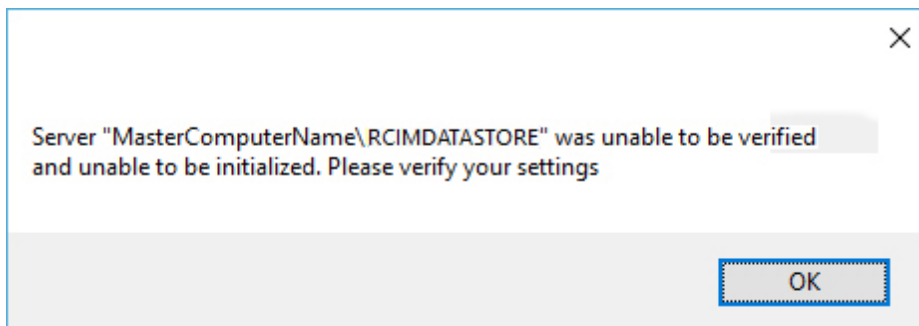 Server "MasterComputerName\RCIMDATASTORE" was unable to be verified
and unable to be initialized. Please verify your settings
OK